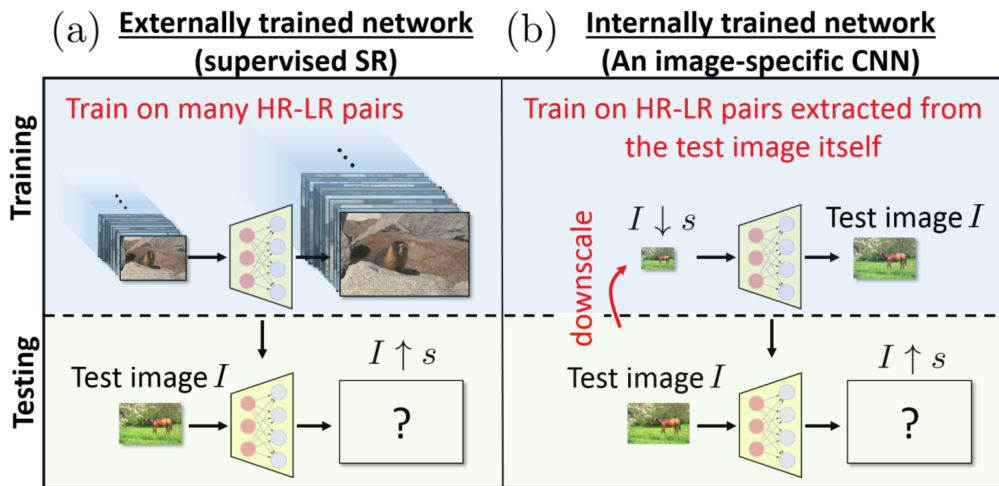 (a) Externally trained network
(supervised SR)
(b) Internally trained network
(An image-specific CNN)
Training
Train on many HR-LR pairs
Train on HR-LR pairs extracted from
the test image itself
I ↓ s
Test image I
downscale
Testing
Test image I
I ↑ s
?
Test image I
I ↑ s
?